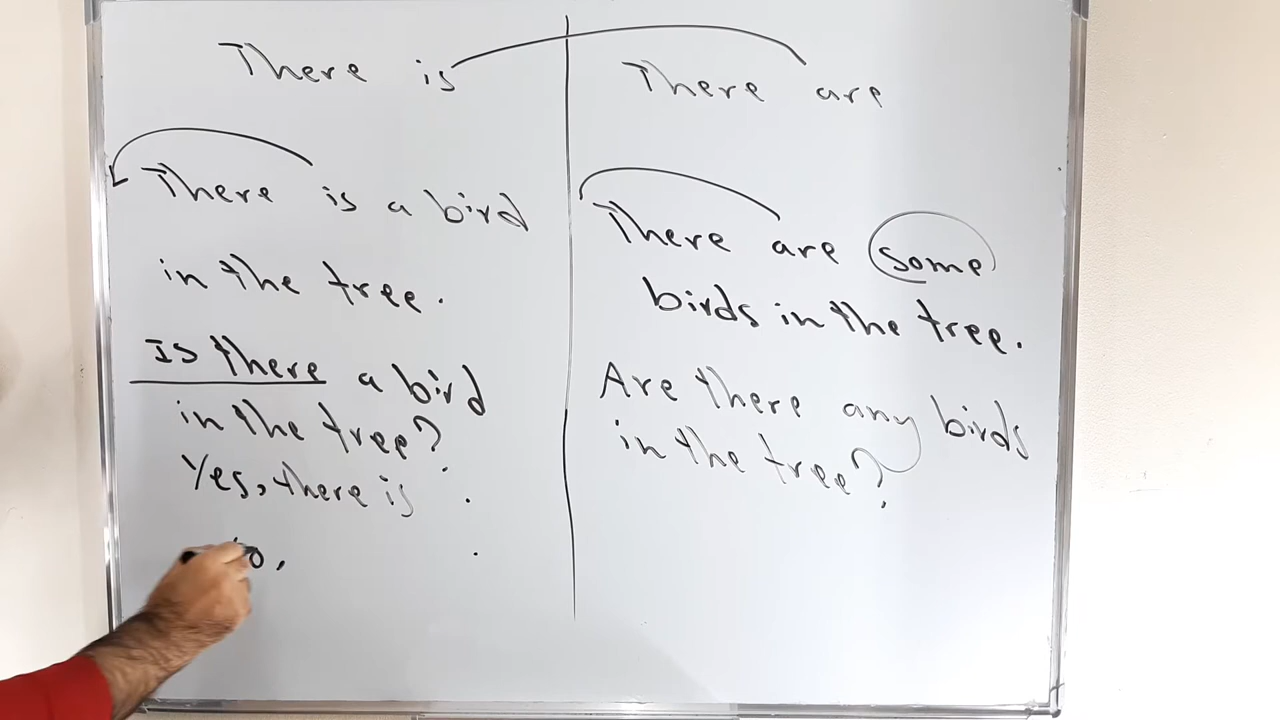 There is
There is a bird
in the tree.
Is there a bird
in the tree?
Yes, there is .
.
There are
There are some
birds in the tree.
Are there any birds
in the tree?